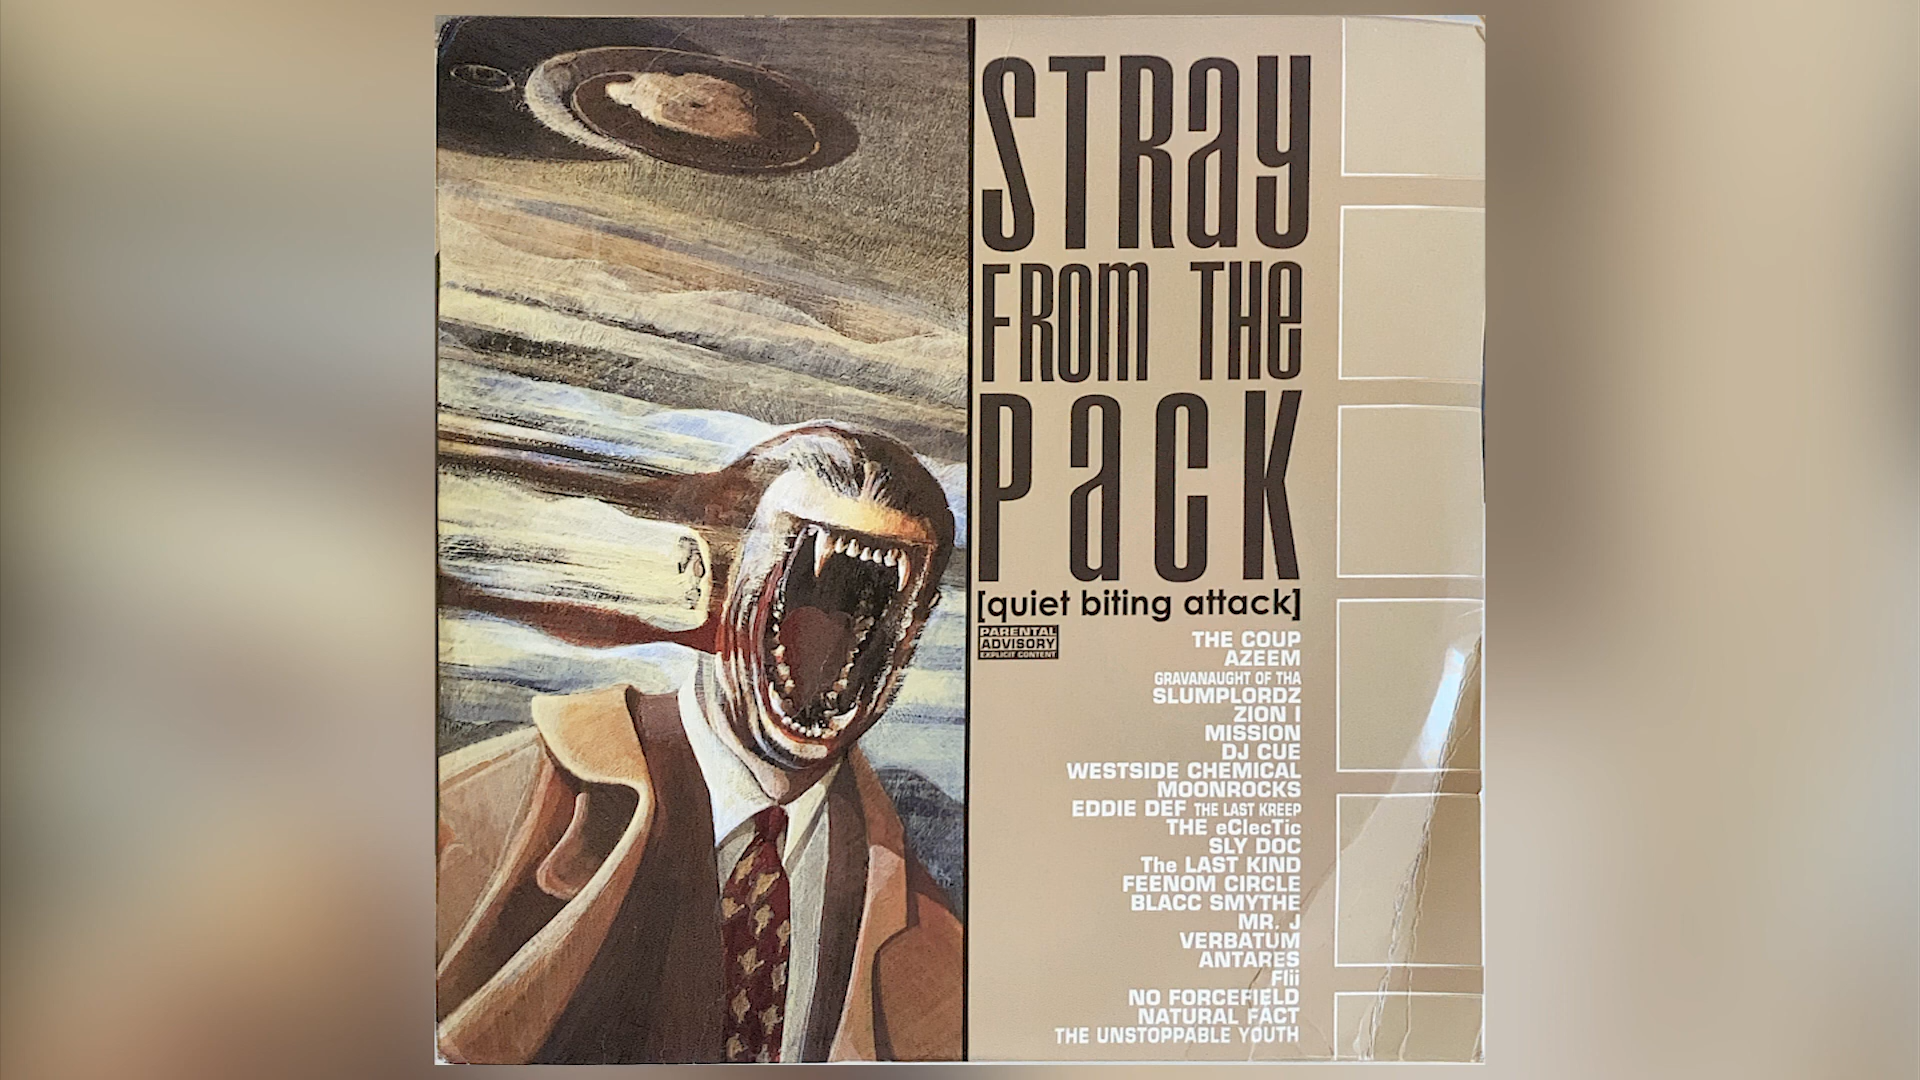 STRay
FROM THe
PacK
[quiet biting attack]
PARENTAL
ADVISORY
EXPLICIT CONTENT
THE COUP
AZEEM
GRAVANAUGHT OF THA
SLUMPLORDZ
ZION I
MISSION
DJ CUE
WESTSIDE CHEMICAL
MOONROCKS
EDDIE DEF THE LAST KREEP
THE eClecTic
SLY DOC
The LAST KIND
FEENOM CIRCLE
BLACC SMYTHE
MR. J
VERBATUM
ANTARES
Flii
NO FORCEFIELD
NATURAL FACT
THE UNSTOPPABLE YOUTH